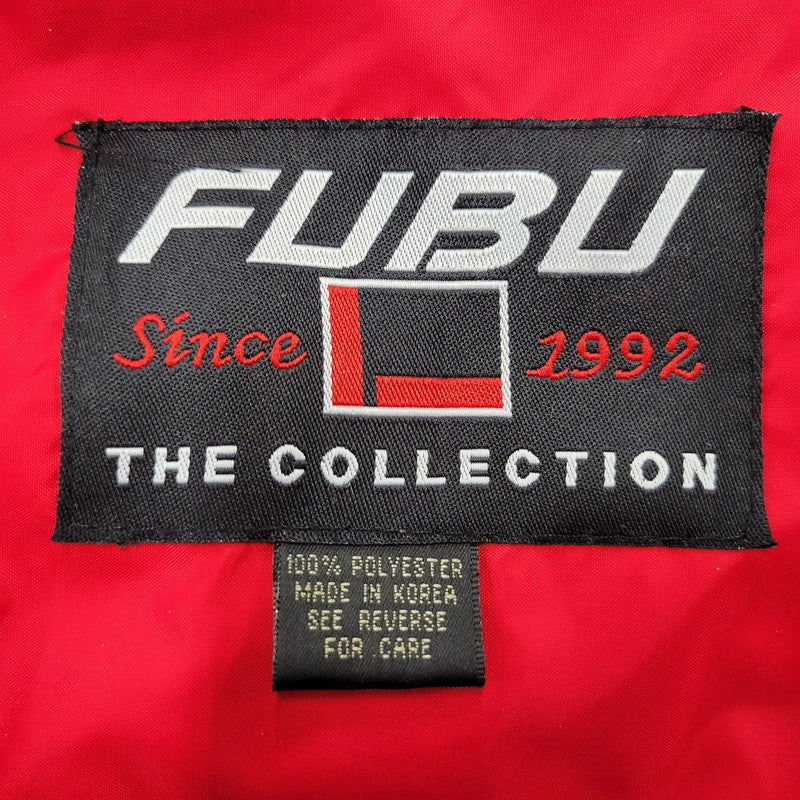 FUBU
Since 1992
THE COLLECTION
100% POLYESTER
MADE IN KOREA
SEE REVERSE
FOR CARE